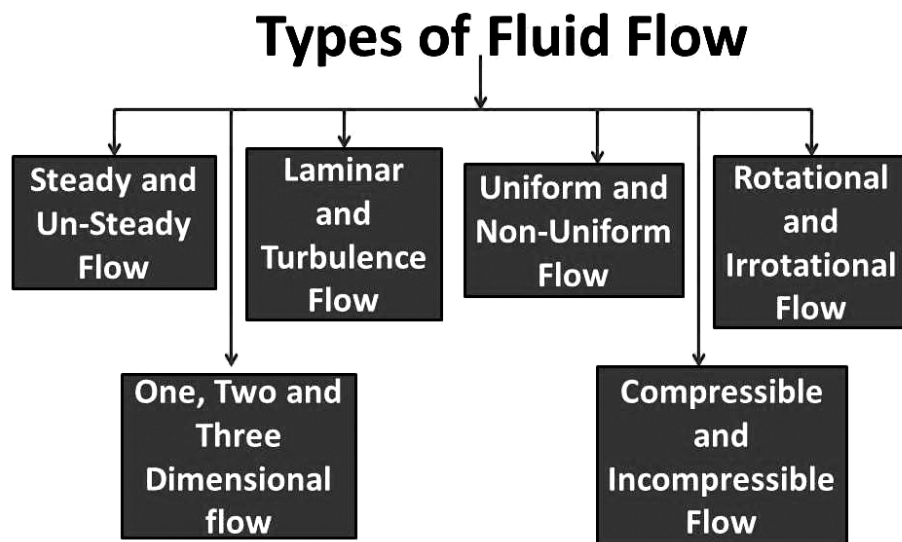 Types of Fluid Flow
Steady and
Un-Steady
Flow
Laminar
and
Turbulence
Flow
Uniform and
Non-Uniform
Flow
Rotational
and
Irrotational
Flow
One, Two and
Three
Dimensional
flow
Compressible
and
Incompressible
Flow